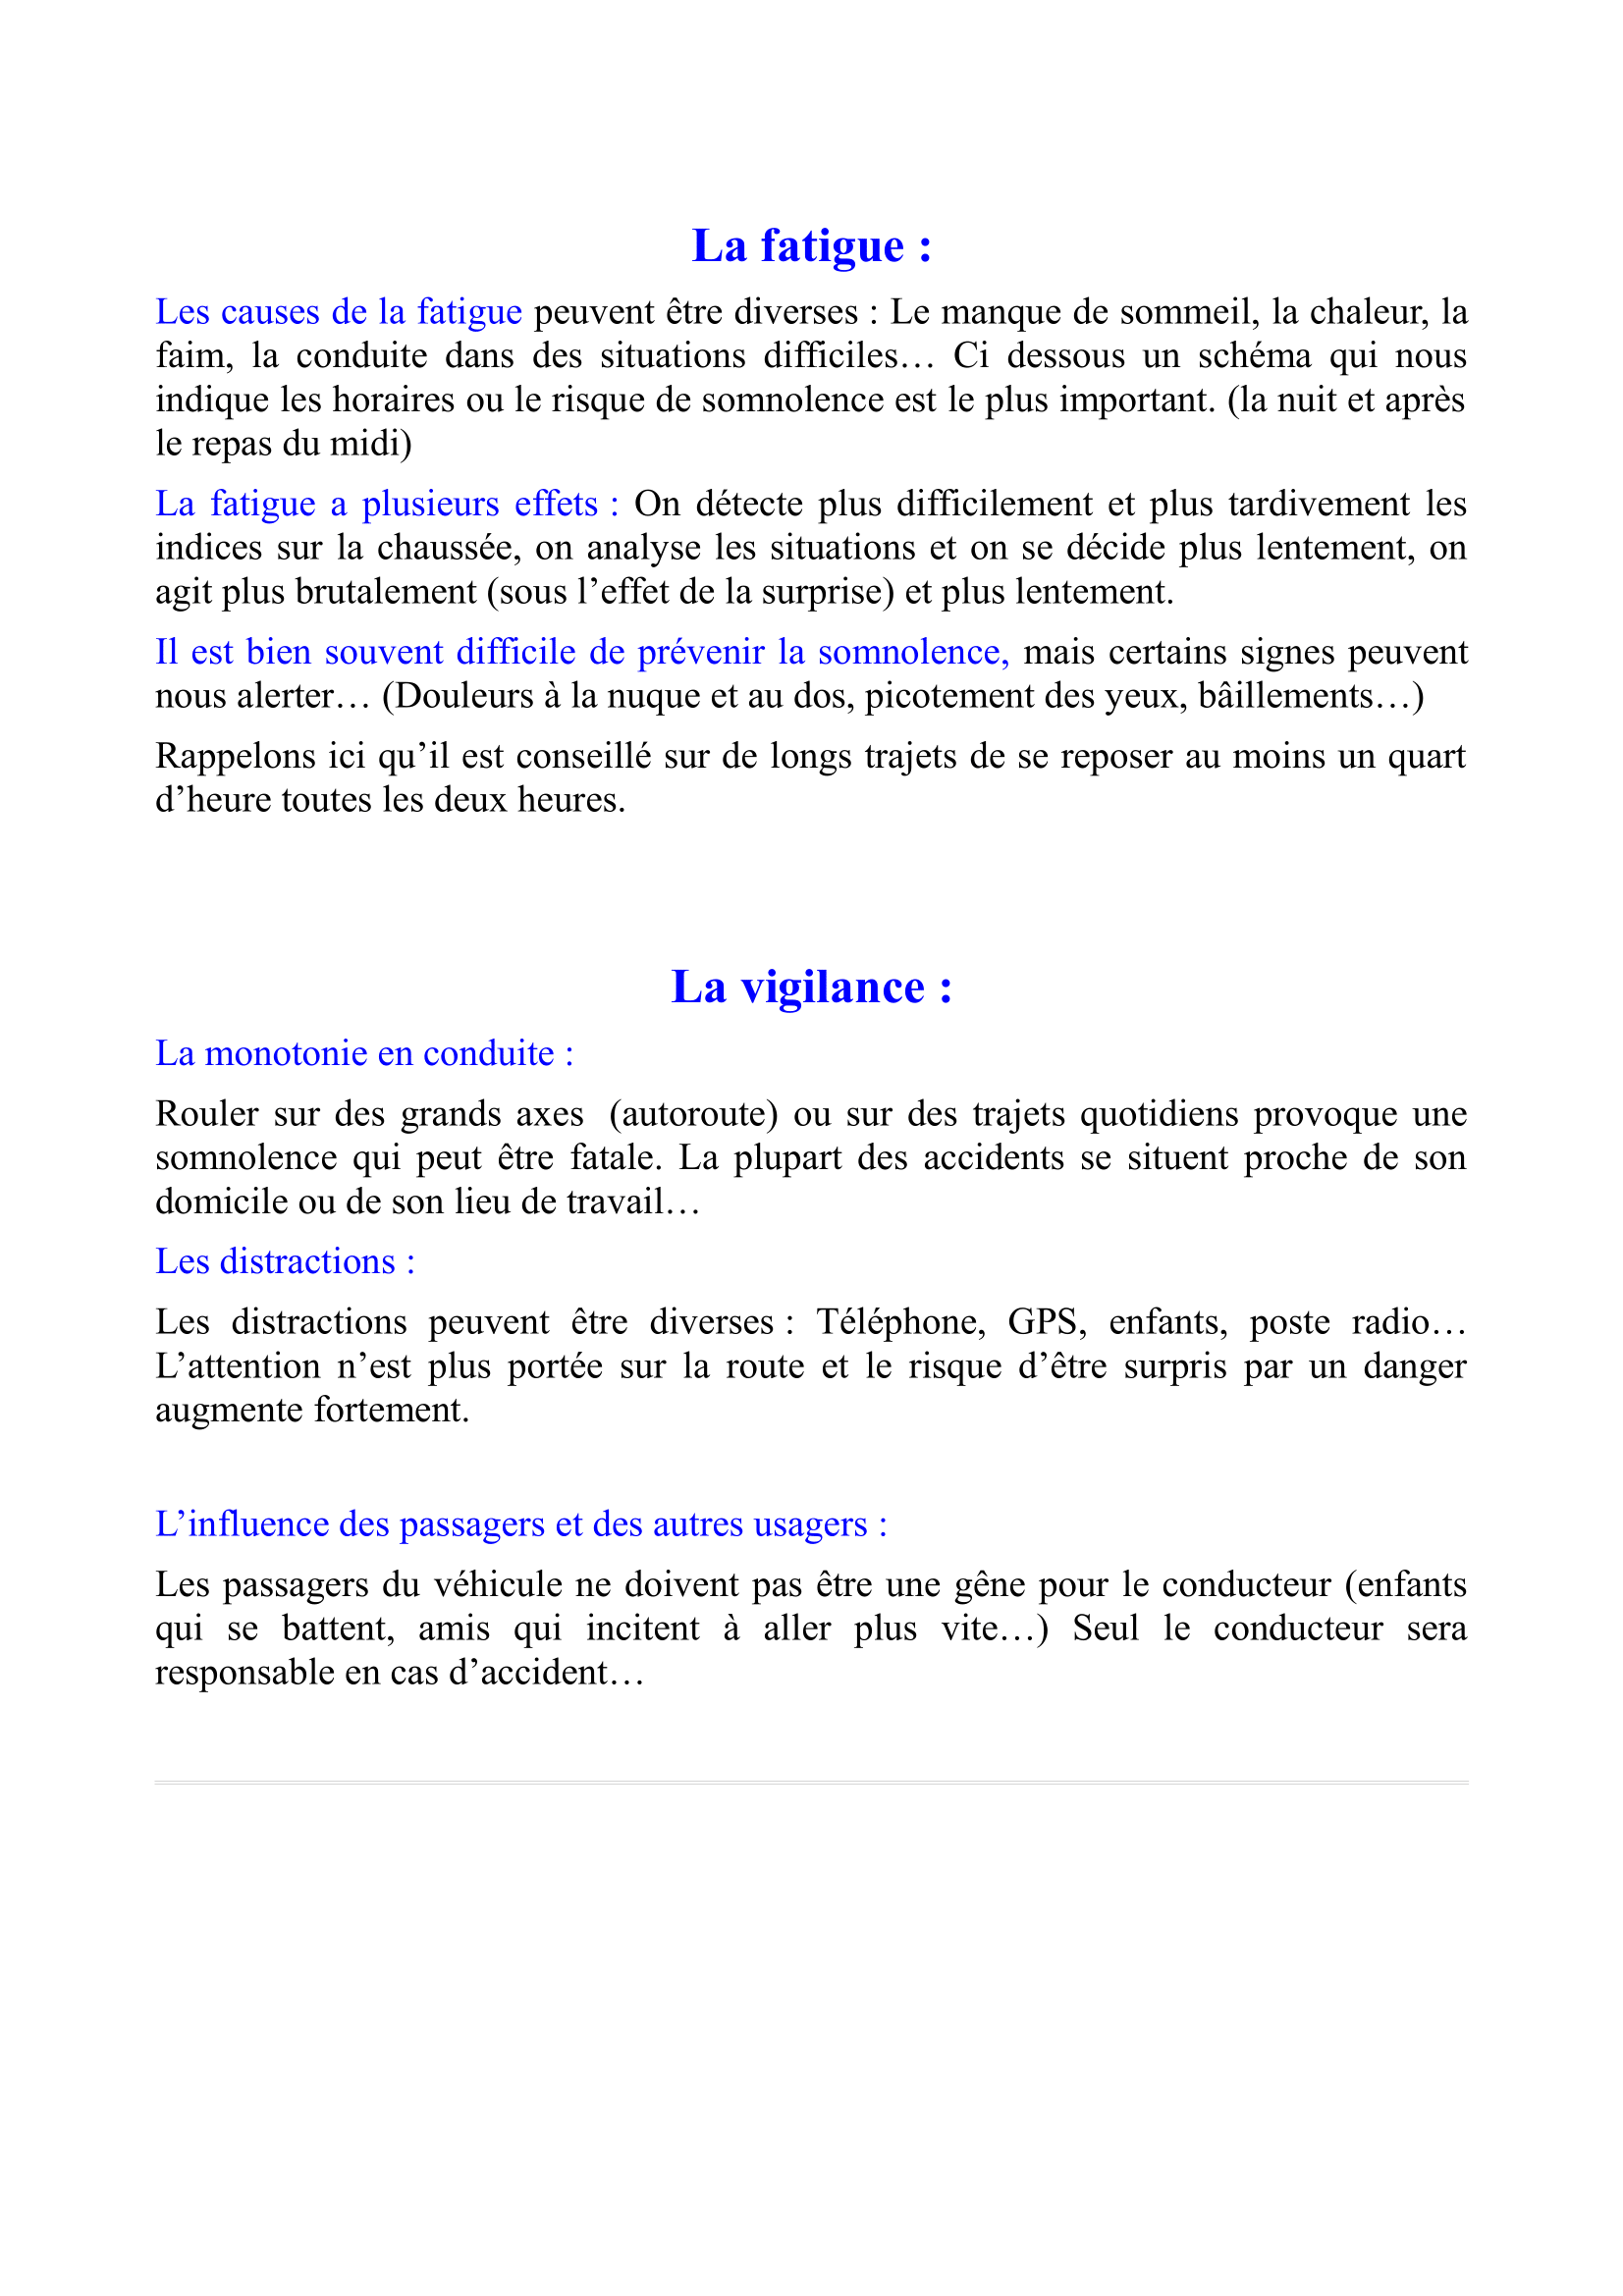 La fatigue :
Les causes de la fatigue peuvent être diverses : Le manque de sommeil, la chaleur, la
faim, la conduite dans des situations difficiles… Ci dessous un schéma qui nous
indique les horaires ou le risque de somnolence est le plus important. (la nuit et après
le repas du midi)
La fatigue a plusieurs effets : On détecte plus difficilement et plus tardivement les
indices sur la chaussée, on analyse les situations et on se décide plus lentement, on
agit plus brutalement (sous l’effet de la surprise) et plus lentement.
Il est bien souvent difficile de prévenir la somnolence, mais certains signes peuvent
nous alerter… (Douleurs à la nuque et au dos, picotement des yeux, bâillements…)
Rappelons ici qu’il est conseillé sur de longs trajets de se reposer au moins un quart
d’heure toutes les deux heures.
La vigilance :
La monotonie en conduite :
Rouler sur des grands axes (autoroute) ou sur des trajets quotidiens provoque une
somnolence qui peut être fatale. La plupart des accidents se situent proche de son
domicile ou de son lieu de travail…
Les distractions :
Les distractions peuvent être diverses : Téléphone, GPS, enfants, poste radio…
L’attention n’est plus portée sur la route et le risque d’être surpris par un danger
augmente fortement.
L’influence des passagers et des autres usagers :
Les passagers du véhicule ne doivent pas être une gêne pour le conducteur (enfants
qui se battent, amis qui incitent à aller plus vite…) Seul le conducteur sera
responsable en cas d’accident…